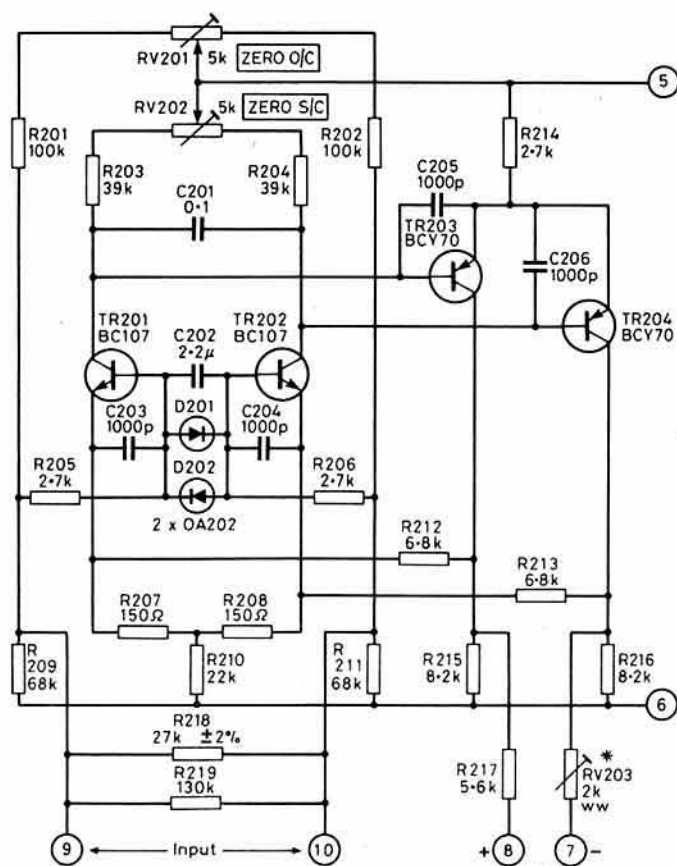 RV201 5k ZERO O/C
5
RV202 5k ZERO S/C
R201
100k
R202
100k
R214
2·7k
R203
39k
R204
39k
C201
0·1
C205
1000p
TR203
BCY70
C206
1000p
TR204
BCY70
TR201
BC107
C202
2·2µ
TR202
BC107
C203
1000p
D201
C204
1000p
R205
2·7k
D202
R206
2·7k
2 x OA202
R212
6·8k
R213
6·8k
R207
150Ω
R208
150Ω
R
209
68k
R210
22k
R
211
68k
R215
8·2k
R216
8·2k
6
R218
27k ±2%
R219
130k
R217
5·6k
*
RV203
2k
ww
9 Input 10
+ 8
7 −